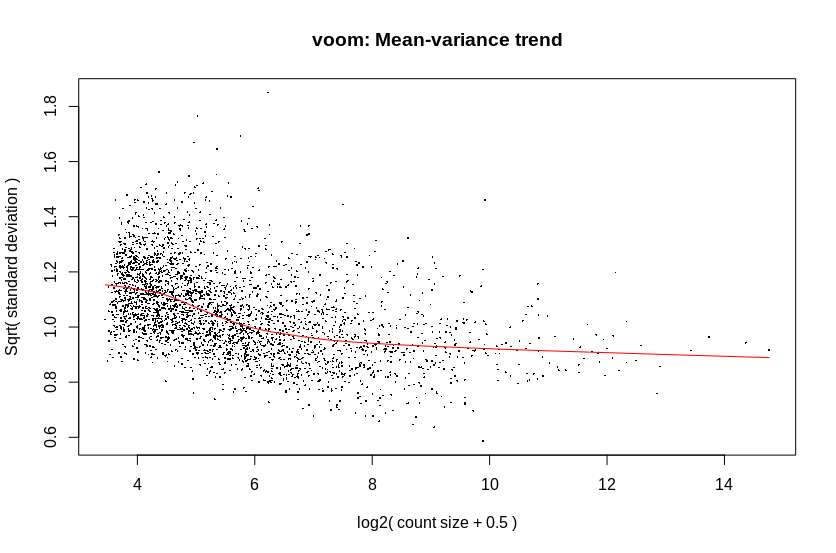 voom: Mean-variance trend
Sqrt( standard deviation )
1.8
1.6
1.4
1.2
1.0
0.8
0.6
4 6 8 10 12 14
log2( count size + 0.5 )